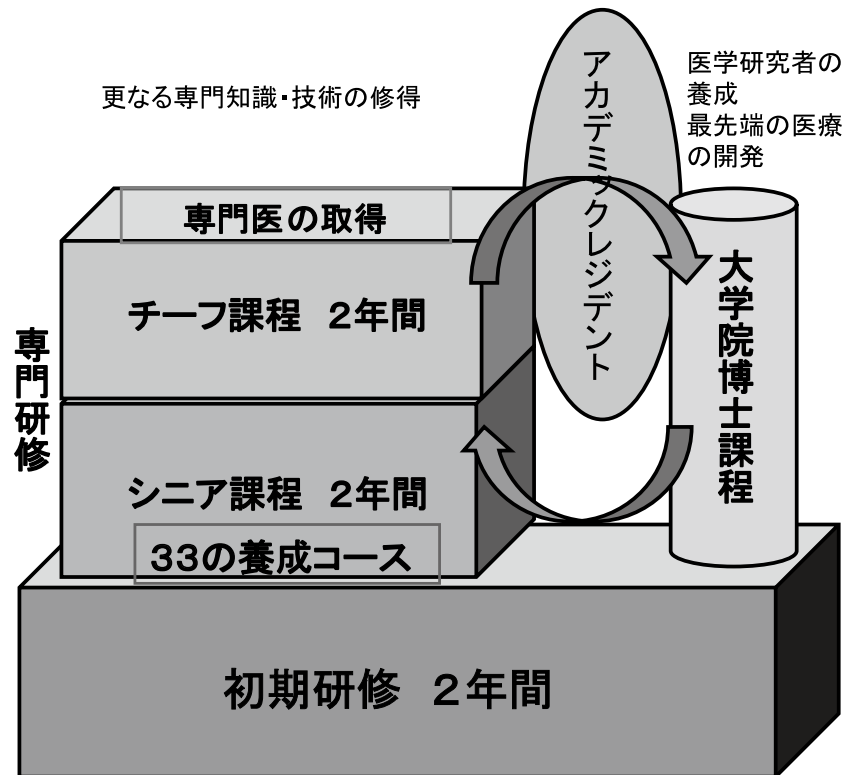 更なる専門知識・技術の修得
医学研究者の
養成
最先端の医療
の開発
アカデミックレジデント
専門医の取得
チーフ課程　２年間
専門研修
シニア課程　２年間
３３の養成コース
大学院博士課程
初期研修　２年間